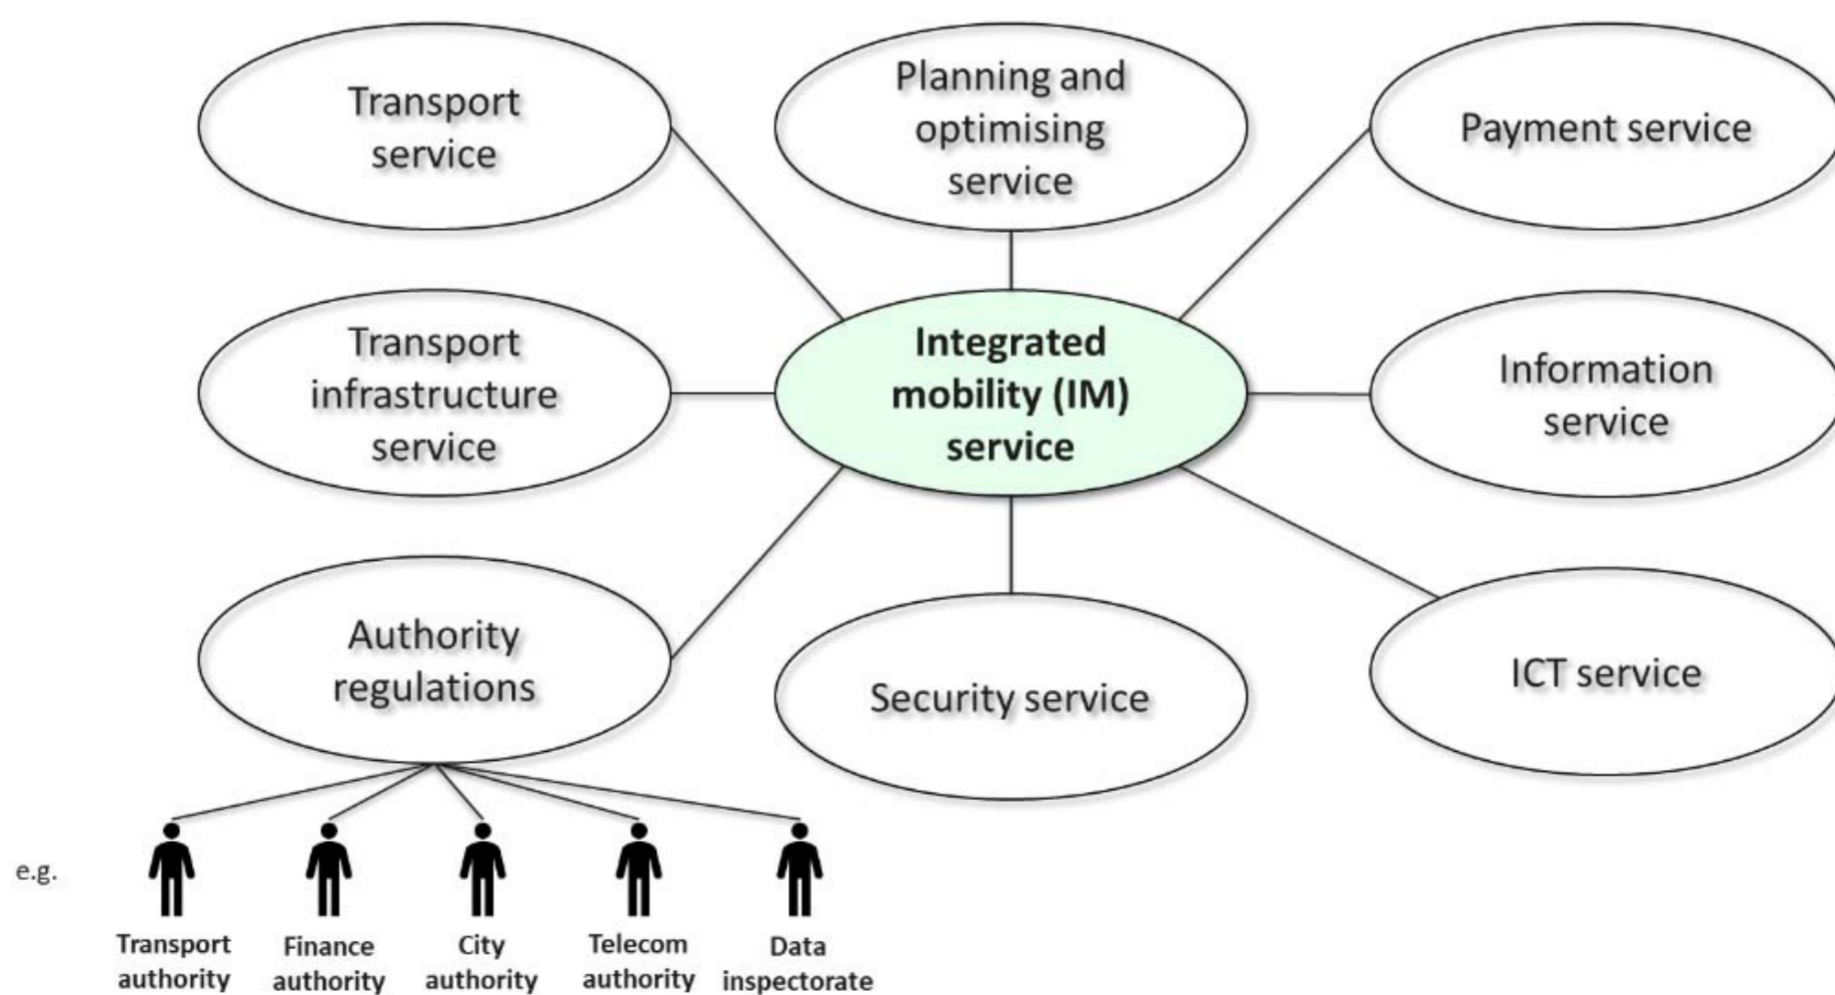 Transport
service
Planning and
optimising
service
Payment service
Transport
infrastructure
service
Integrated
mobility (IM)
service
Information
service
Authority
regulations
Security service
ICT service
e.g.
Transport
authority
Finance
authority
City
authority
Telecom
authority
Data
inspectorate